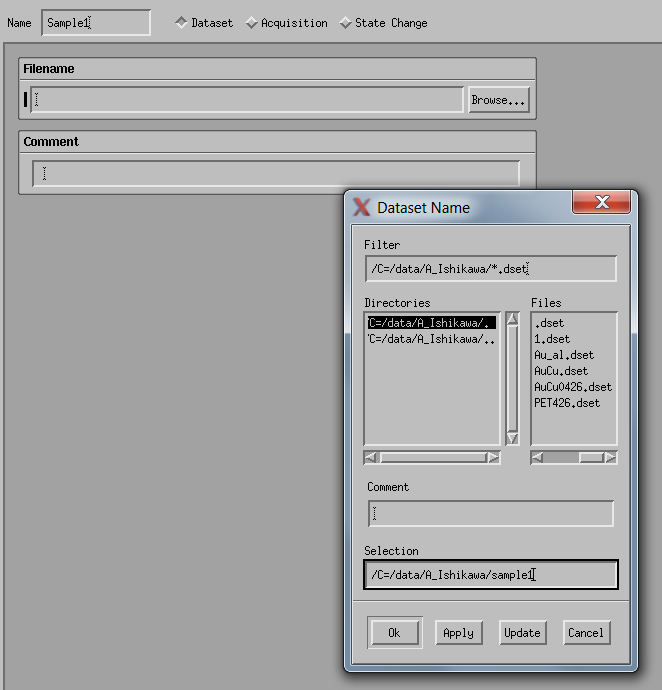 Name Sample1 Dataset Acquisition State Change
Filename
Browse...
Comment
Dataset Name
Filter
/C=/data/A_Ishikawa/*.dset
Directories Files
C=/data/A_Ishikawa/. .dset
C=/data/A_Ishikawa/.. 1.dset
Au_al.dset
AuCu.dset
AuCu0426.dset
PET426.dset
Comment
Selection
/C=/data/A_Ishikawa/sample1
Ok Apply Update Cancel